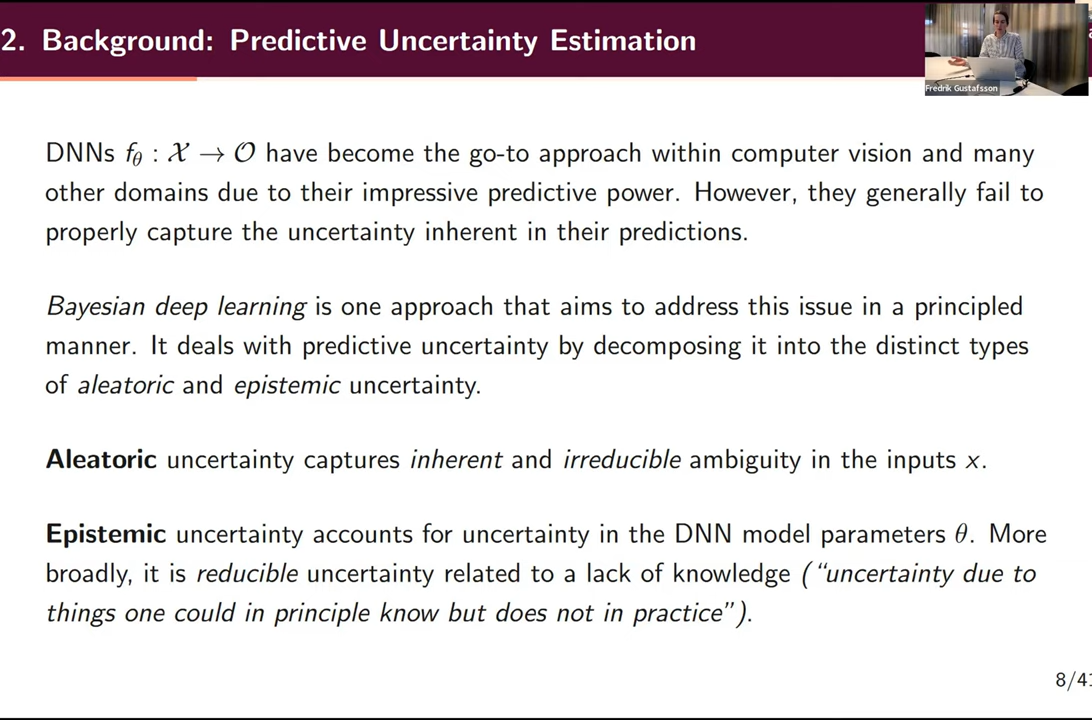 2. Background: Predictive Uncertainty Estimation
Fredrik Gustafsson
DNNs fθ : X → O have become the go-to approach within computer vision and many
other domains due to their impressive predictive power. However, they generally fail to
properly capture the uncertainty inherent in their predictions.
Bayesian deep learning is one approach that aims to address this issue in a principled
manner. It deals with predictive uncertainty by decomposing it into the distinct types
of aleatoric and epistemic uncertainty.
Aleatoric uncertainty captures inherent and irreducible ambiguity in the inputs x.
Epistemic uncertainty accounts for uncertainty in the DNN model parameters θ. More
broadly, it is reducible uncertainty related to a lack of knowledge (“uncertainty due to
things one could in principle know but does not in practice”).
8/41